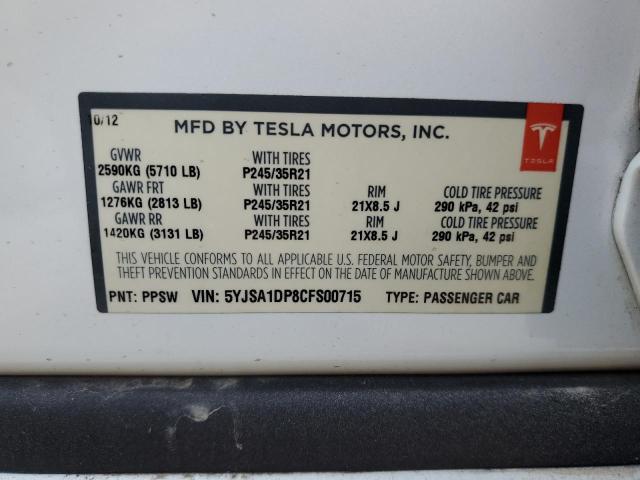 10/12
MFD BY TESLA MOTORS, INC.
TESLA
GVWR WITH TIRES
2590KG (5710 LB) P245/35R21
GAWR FRT WITH TIRES RIM COLD TIRE PRESSURE
1276KG (2813 LB) P245/35R21 21X8.5 J 290 kPa, 42 psi
GAWR RR WITH TIRES RIM COLD TIRE PRESSURE
1420KG (3131 LB) P245/35R21 21X8.5 J 290 kPa, 42 psi
THIS VEHICLE CONFORMS TO ALL APPLICABLE U.S. FEDERAL MOTOR SAFETY, BUMPER AND
THEFT PREVENTION STANDARDS IN EFFECT ON THE DATE OF MANUFACTURE SHOWN ABOVE.
PNT: PPSW VIN: 5YJSA1DP8CFS00715 TYPE: PASSENGER CAR